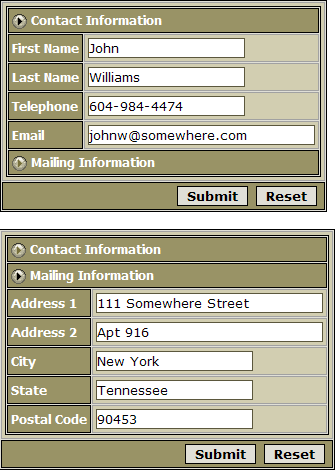 Contact Information
First Name John
Last Name Williams
Telephone 604-984-4474
Email johnw@somewhere.com
Mailing Information
Submit Reset
Contact Information
Mailing Information
Address 1 111 Somewhere Street
Address 2 Apt 916
City New York
State Tennessee
Postal Code 90453
Submit Reset